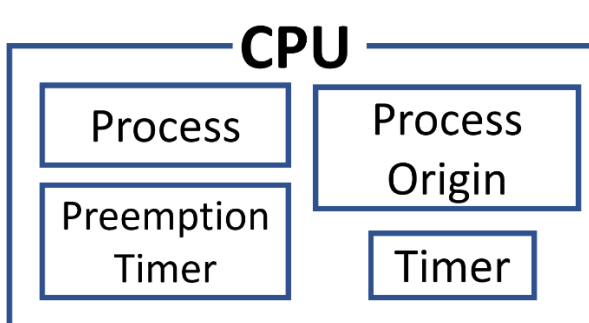 CPU
Process
Process
Origin
Preemption
Timer
Timer